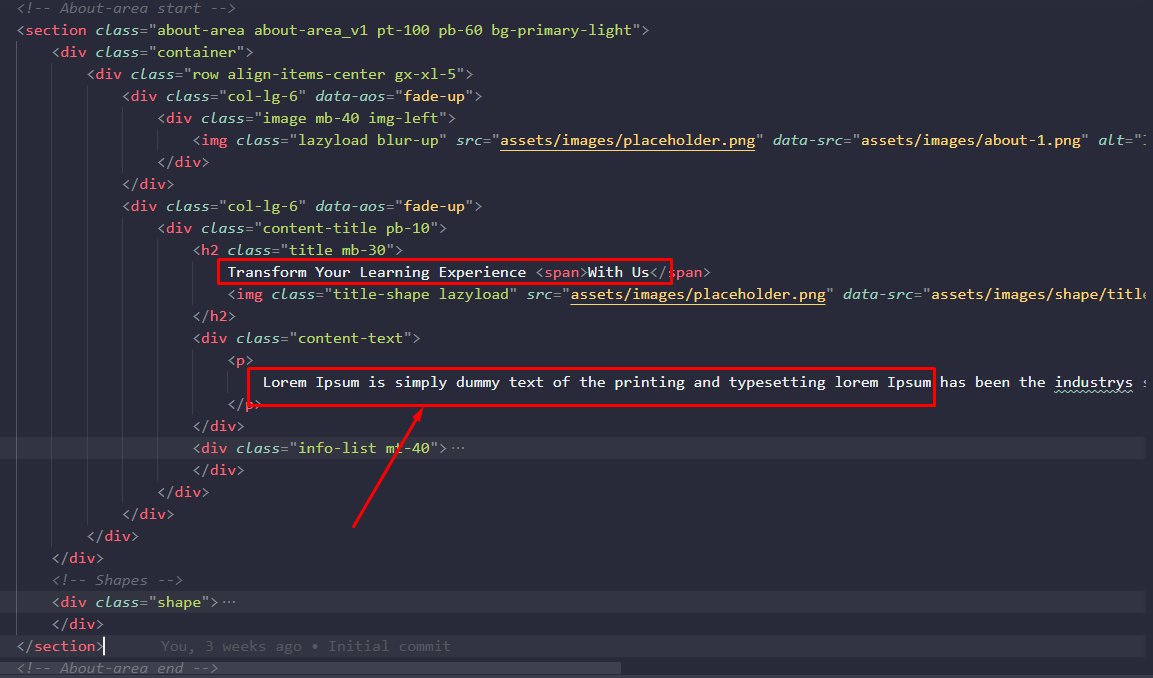 <!-- About-area start -->
<section class="about-area about-area_v1 pt-100 pb-60 bg-primary-light">
<div class="container">
<div class="row align-items-center gx-xl-5">
<div class="col-lg-6" data-aos="fade-up">
<div class="image mb-40 img-left">
<img class="lazyload blur-up" src="assets/images/placeholder.png" data-src="assets/images/about-1.png" alt="
</div>
</div>
<div class="col-lg-6" data-aos="fade-up">
<div class="content-title pb-10">
<h2 class="title mb-30">
Transform Your Learning Experience <span>With Us</span>
<img class="title-shape lazyload" src="assets/images/placeholder.png" data-src="assets/images/shape/title
</h2>
<div class="content-text">
<p>
Lorem Ipsum is simply dummy text of the printing and typesetting lorem Ipsum has been the industrys
</p>
</div>
<div class="info-list mt-40">…
</div>
</div>
</div>
</div>
</div>
<!-- Shapes -->
<div class="shape">…
</div>
</section> You, 3 weeks ago • Initial commit
<!-- About-area end -->